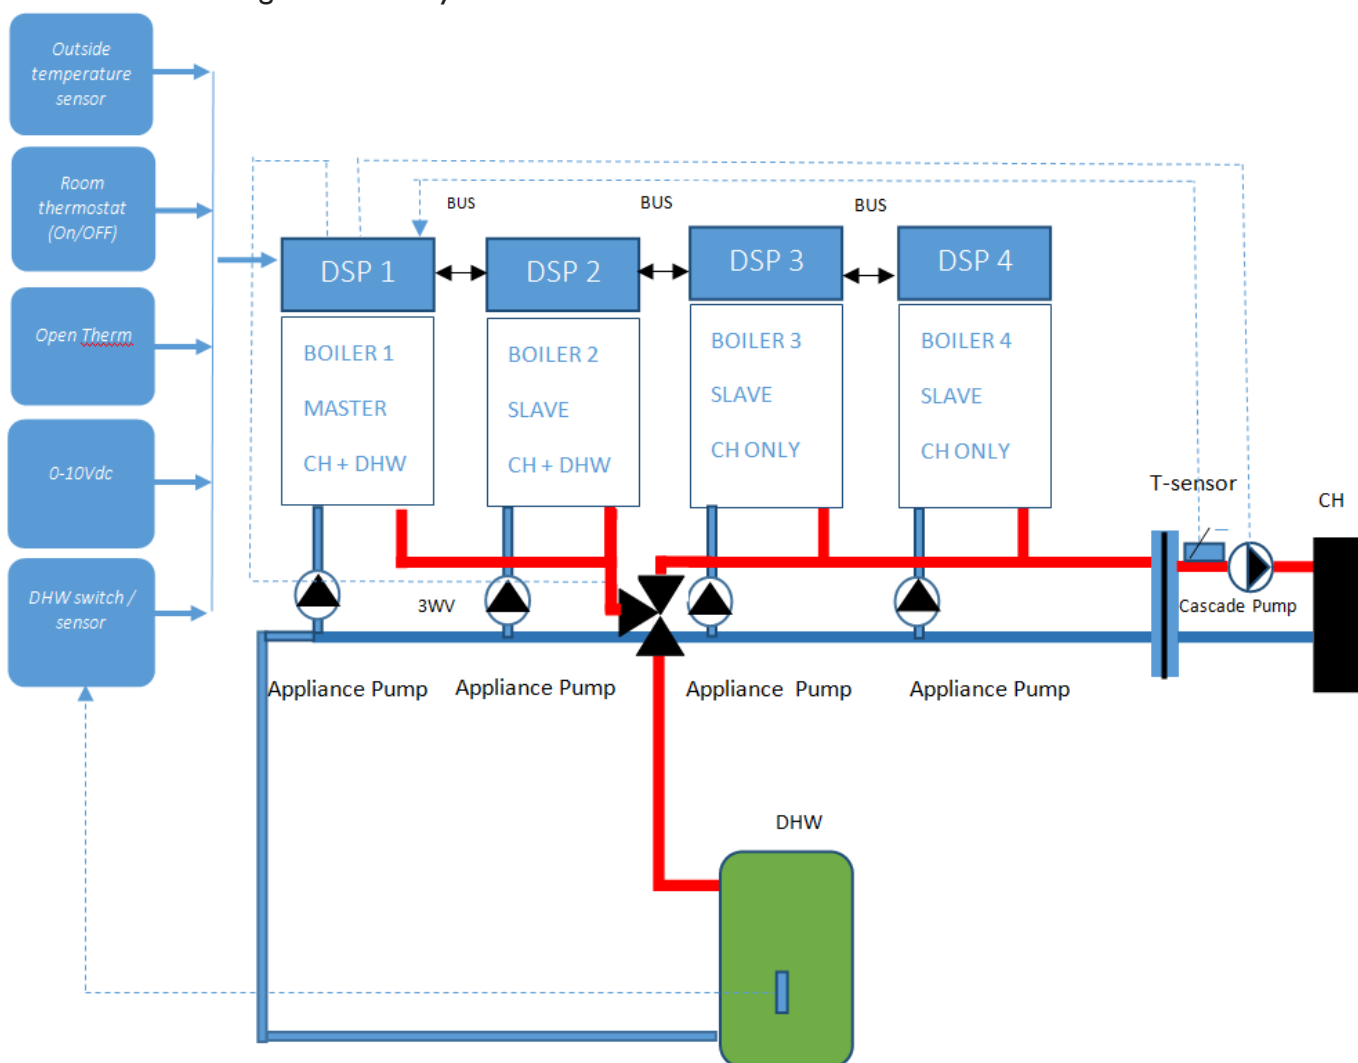 Outside
temperature
sensor
Room
thermostat
(On/OFF)
Open Therm
0-10Vdc
DHW switch /
sensor
BUS
BUS
BUS
DSP 1
DSP 2
DSP 3
DSP 4
BOILER 1
MASTER
CH + DHW
BOILER 2
SLAVE
CH + DHW
BOILER 3
SLAVE
CH ONLY
BOILER 4
SLAVE
CH ONLY
T-sensor
CH
3WV
Cascade Pump
Appliance Pump
Appliance Pump
Appliance Pump
Appliance Pump
DHW